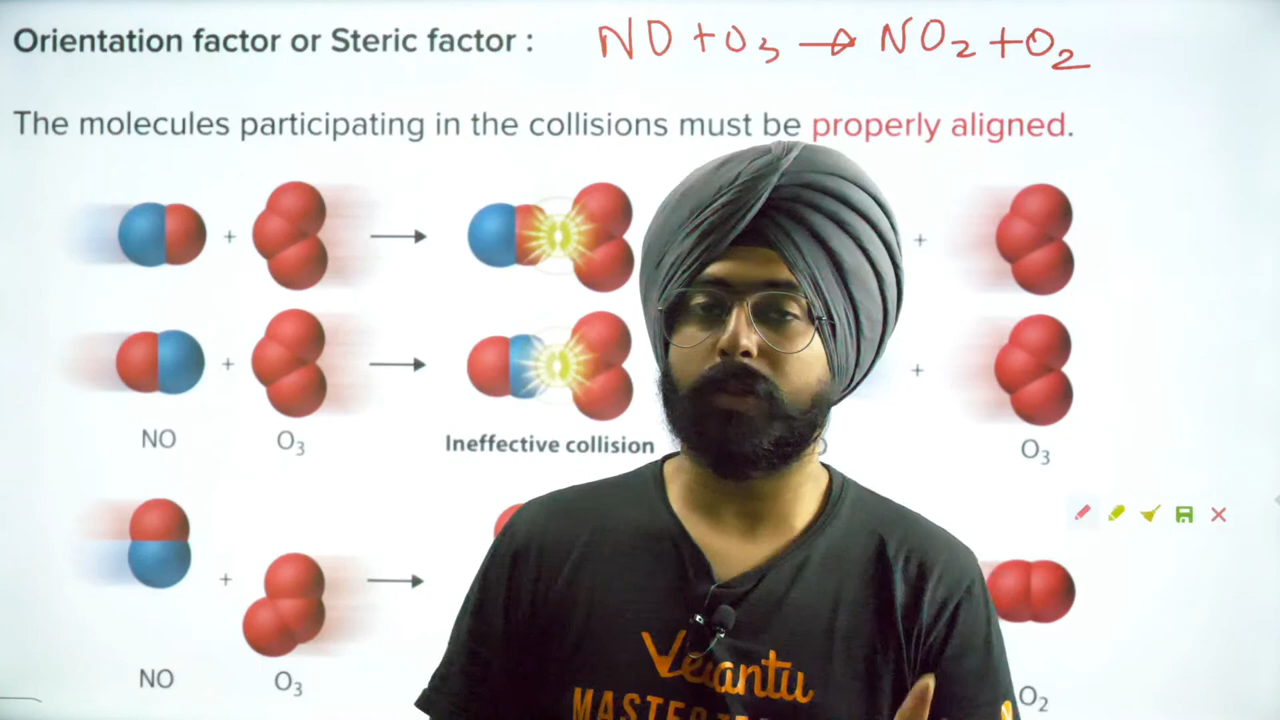 Orientation factor or Steric factor : NO + O₃ → NO₂ + O₂
The molecules participating in the collisions must be properly aligned.
+ → +
+ → +
NO O₃ Ineffective collision O₃
+ →
NO O₃ O₂
Vedantu